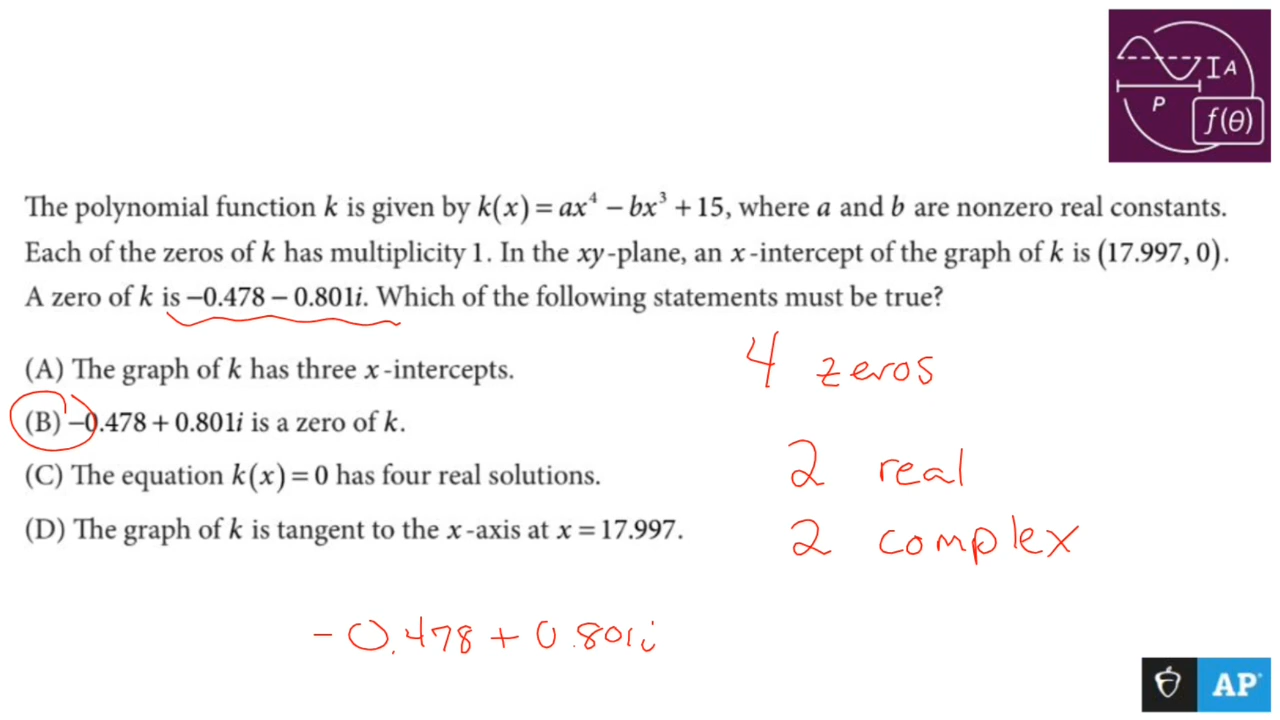 I A
P
f(θ)
The polynomial function k is given by k(x) = ax⁴ − bx³ + 15, where a and b are nonzero real constants.
Each of the zeros of k has multiplicity 1. In the xy-plane, an x-intercept of the graph of k is (17.997, 0).
A zero of k is −0.478 − 0.801i. Which of the following statements must be true?
(A) The graph of k has three x-intercepts.
(B) −0.478 + 0.801i is a zero of k.
(C) The equation k(x) = 0 has four real solutions.
(D) The graph of k is tangent to the x-axis at x = 17.997.
4 zeros
2 real
2 complex
−0.478 + 0.801i
AP